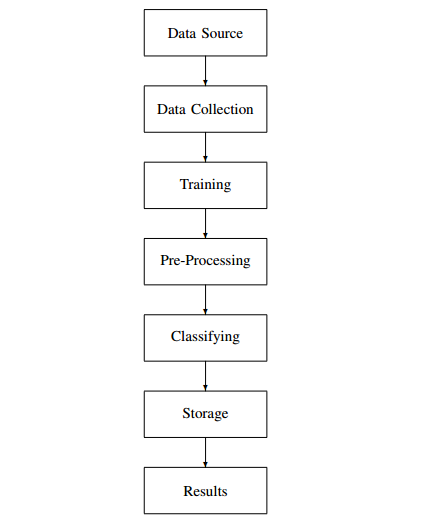 Data Source
Data Collection
Training
Pre-Processing
Classifying
Storage
Results